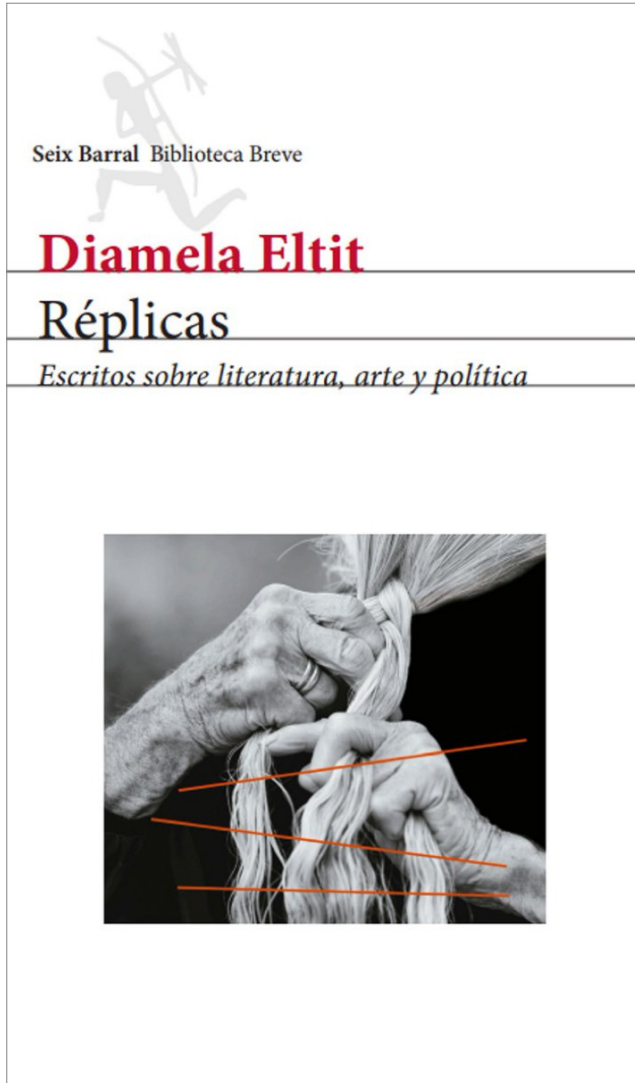 Seix Barral Biblioteca Breve
Diamela Eltit
Réplicas
Escritos sobre literatura, arte y política